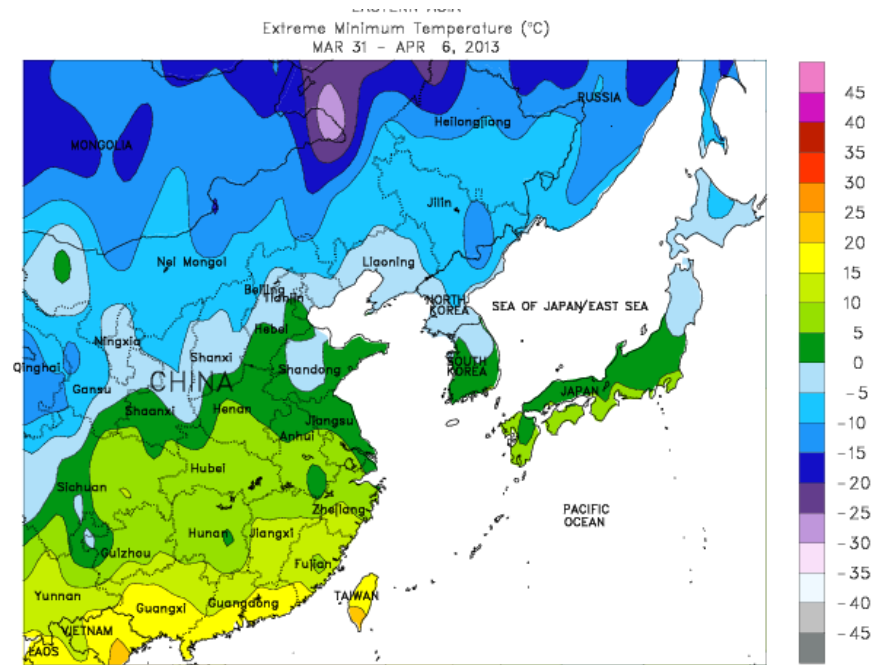 EASTERN ASIA
Extreme Minimum Temperature (°C)
MAR 31 – APR 6, 2013
RUSSIA
Heilongjiang
MONGOLIA
Jilin
Nei Mongol
Liaoning
Beijing
Tianjin
NORTH
KOREA
SEA OF JAPAN/EAST SEA
Hebei
Ningxia
Shanxi
Qinghai
Shandong
SOUTH
KOREA
CHINA
Gansu
JAPAN
Shaanxi
Henan
Jiangsu
Anhui
Hubei
Sichuan
Zhejiang
PACIFIC
OCEAN
Hunan
Jiangxi
Guizhou
Fujian
Yunnan
Guangxi
Guangdong
TAIWAN
VIETNAM
LAOS
45
40
35
30
25
20
15
10
5
0
−5
−10
−15
−20
−25
−30
−35
−40
−45